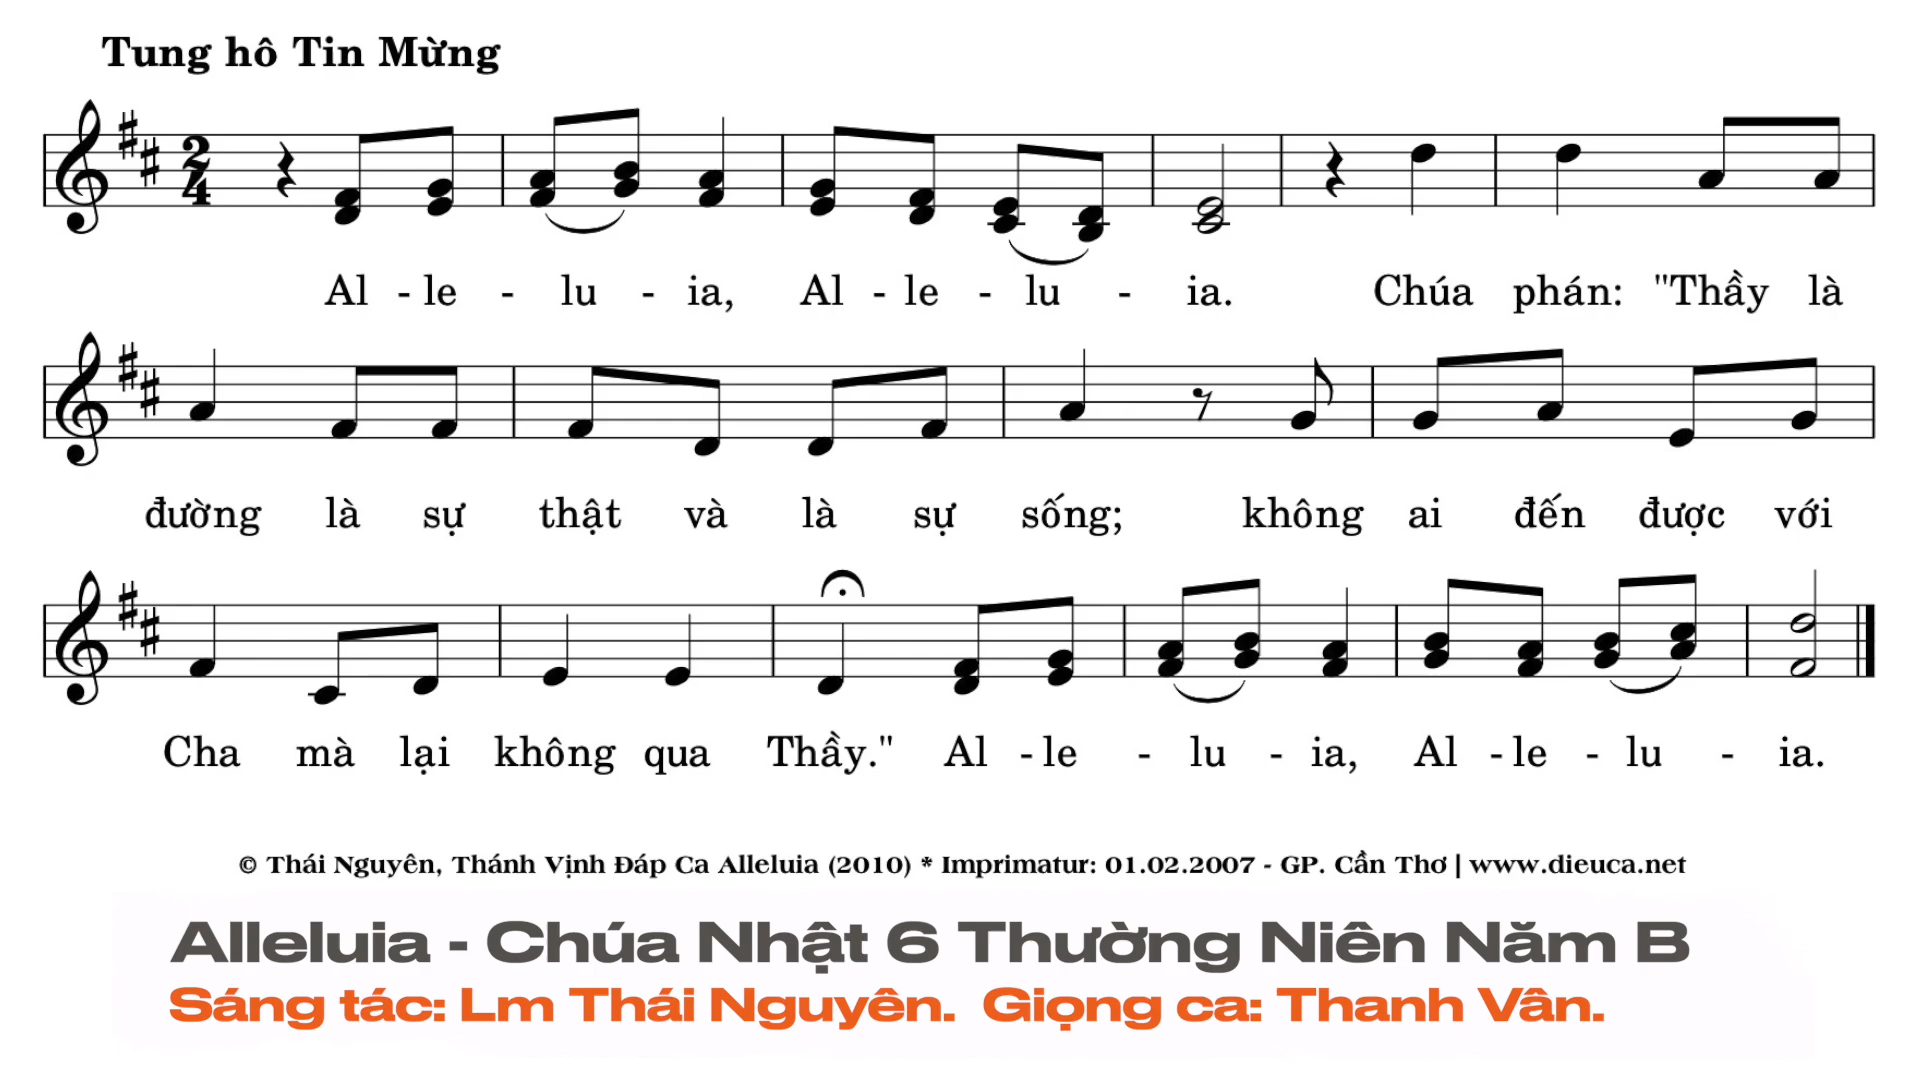 Tung hô Tin Mừng
2
4
Al - le - lu - ia, Al - le - lu - ia. Chúa phán: "Thầy là
đường là sự thật và là sự sống; không ai đến được với
Cha mà lại không qua Thầy." Al - le - lu - ia, Al - le - lu - ia.
© Thái Nguyên, Thánh Vịnh Đáp Ca Alleluia (2010) * Imprimatur: 01.02.2007 - GP. Cần Thơ | www.dieuca.net
Alleluia - Chúa Nhật 6 Thường Niên Năm B
Sáng tác: Lm Thái Nguyên. Giọng ca: Thanh Vân.